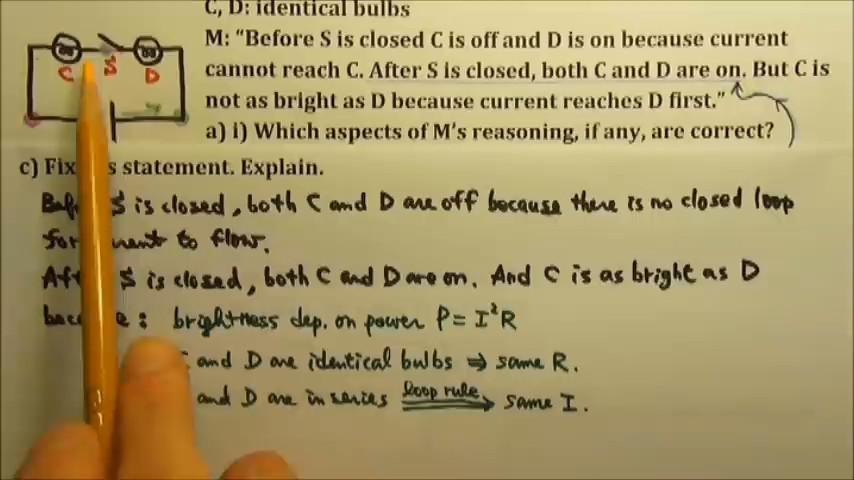 C, D: identical bulbs
M: "Before S is closed C is off and D is on because current
C S D
cannot reach C. After S is closed, both C and D are on. But C is
not as bright as D because current reaches D first."
a) i) Which aspects of M's reasoning, if any, are correct?
c) Fix statement. Explain.
S is closed, both C and D are off because there is no closed loop
to flow.
S is closed, both C and D are on. And C is as bright as D
: brightness dep. on power P = I²R
C and D are identical bulbs ⇒ same R.
and D are in series loop rule ⇒ same I.